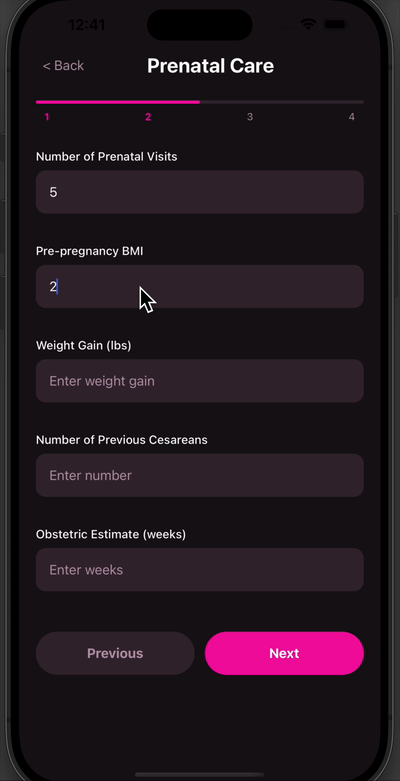 12:41
< Back
Prenatal Care
1 2 3 4
Number of Prenatal Visits
5
Pre-pregnancy BMI
2
Weight Gain (lbs)
Enter weight gain
Number of Previous Cesareans
Enter number
Obstetric Estimate (weeks)
Enter weeks
Previous Next